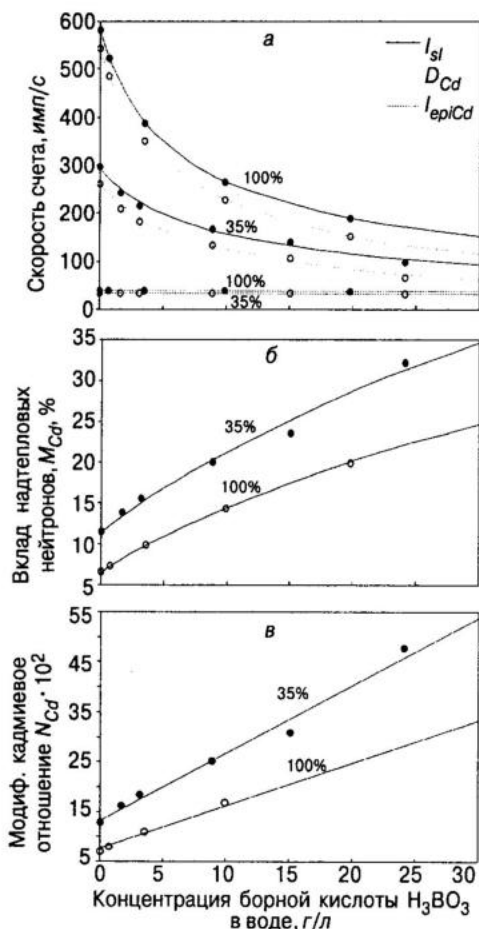 600
500
400
300
200
100
0
Скорость счета, имп/с
а
I_sl
D_Cd
I_epiCd
100%
35%
100%
35%
35
30
25
20
15
10
5
Вклад надтепловых
нейтронов, M_Cd, %
б
35%
100%
55
45
35
25
15
5
Модиф. кадмиевое
отношение N_Cd · 10²
в
35%
100%
0 5 10 15 20 25 30
Концентрация борной кислоты H₃BO₃
в воде, г/л